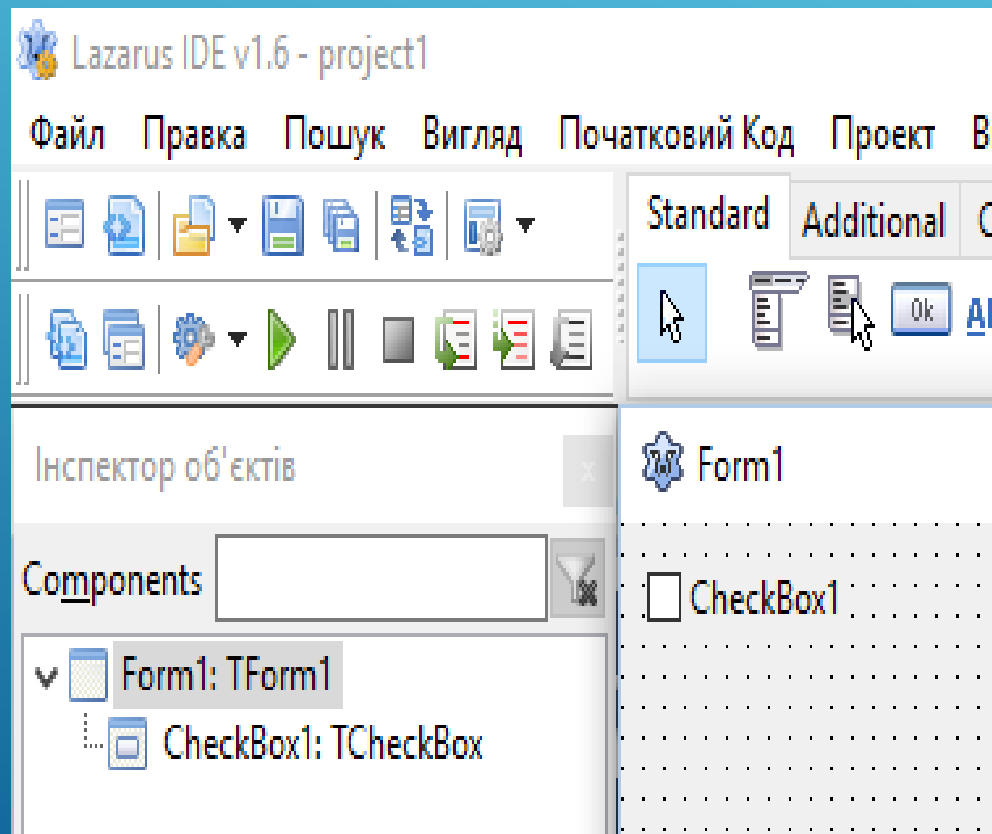 Lazarus IDE v1.6 - project1
Файл Правка Пошук Вигляд Початковий Код Проект В
Standard Additional C
Ok Ab
Інспектор об'єктів x
Form1
Components
CheckBox1
Form1: TForm1
CheckBox1: TCheckBox